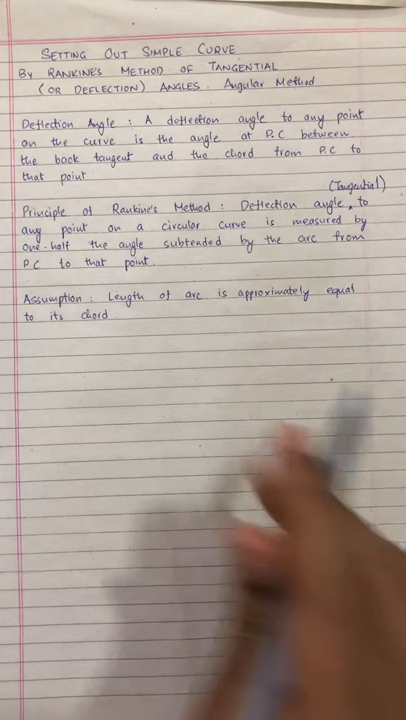 SETTING OUT SIMPLE CURVE
BY RANKINE'S METHOD OF TANGENTIAL
(OR DEFLECTION) ANGLES. Angular Method
Deflection Angle : A deflection angle to any point
on the curve is the angle at P.C between
the back tangent and the chord from P.C to
that point
(Tangential)
Principle of Rankine's Method : Deflection angle, to
any point on a circular curve is measured by
one-half the angle subtended by the arc from
P.C to that point.
Assumption : Length of arc is approximately equal
to its chord